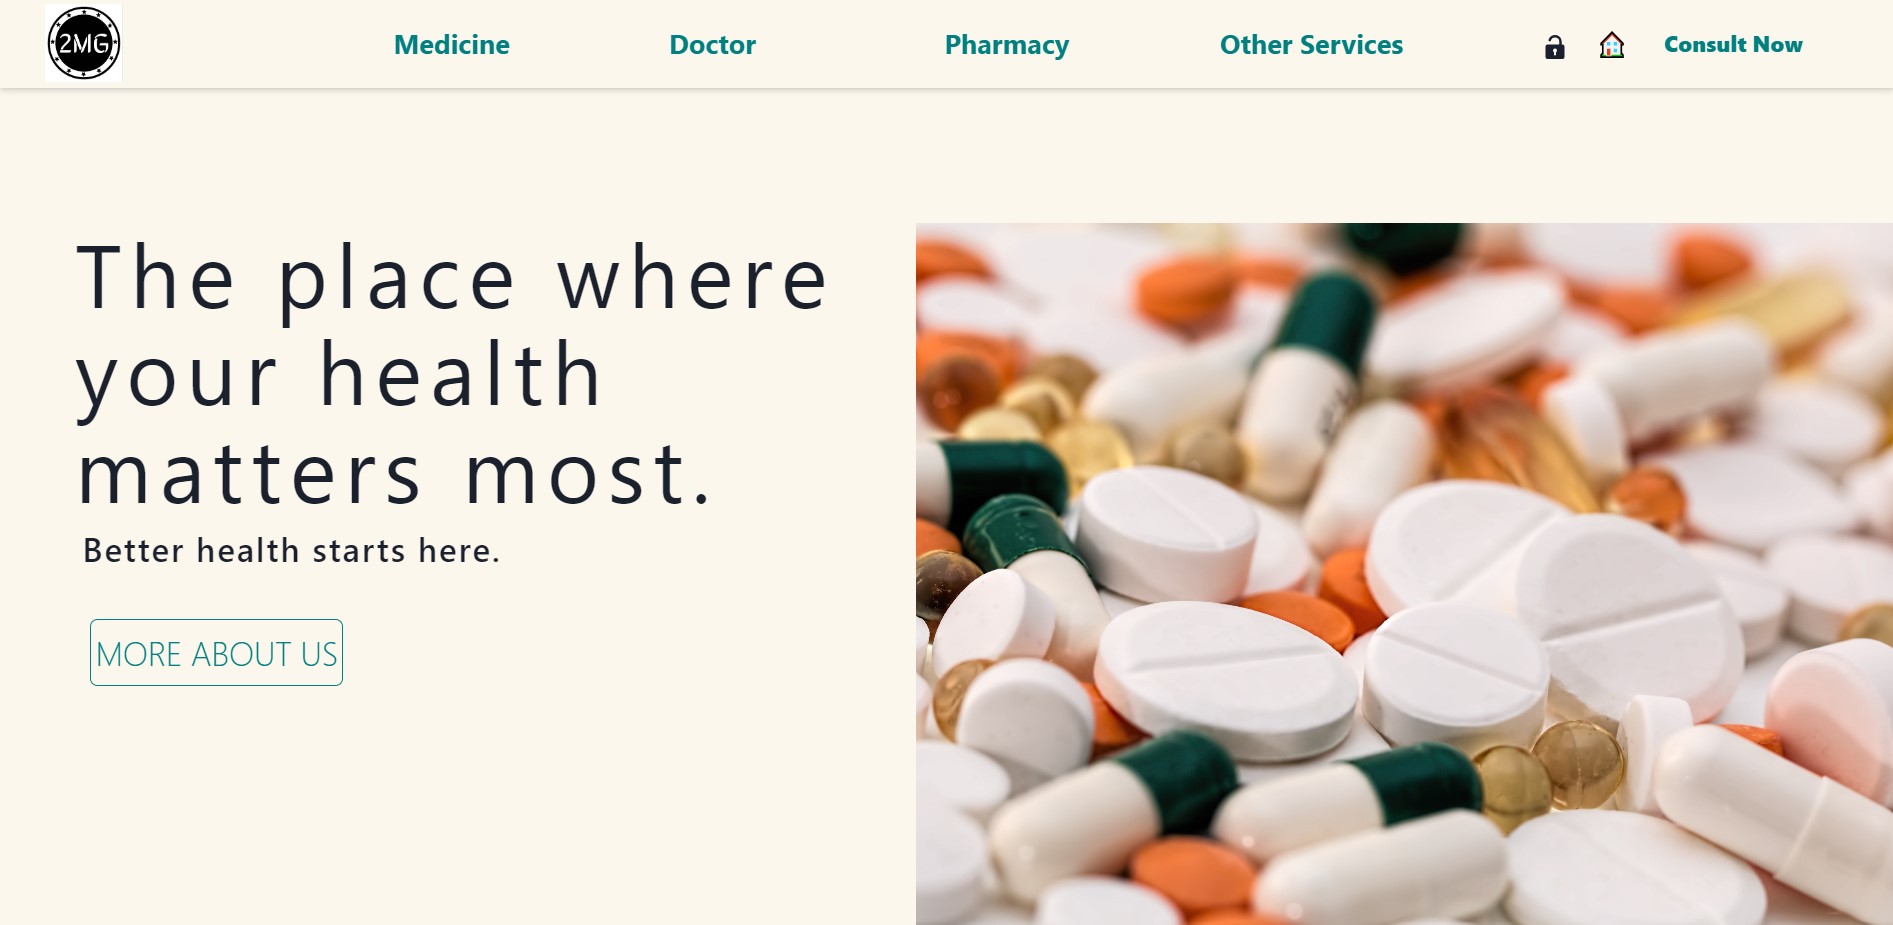 2MG
Medicine
Doctor
Pharmacy
Other Services
Consult Now
The place where
your health
matters most.
Better health starts here.
MORE ABOUT US